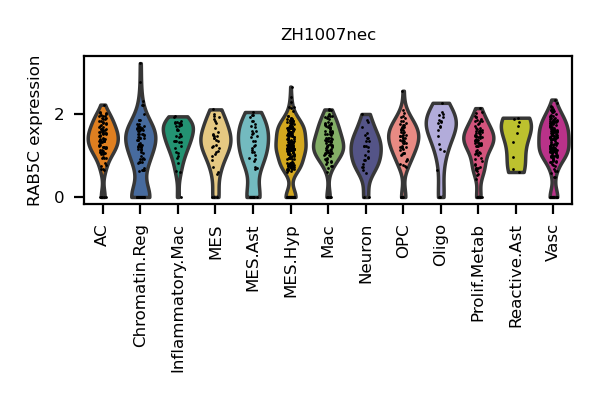 ZH1007nec
RAB5C expression
2
0
AC
Chromatin.Reg
Inflammatory.Mac
MES
MES.Ast
MES.Hyp
Mac
Neuron
OPC
Oligo
Prolif.Metab
Reactive.Ast
Vasc